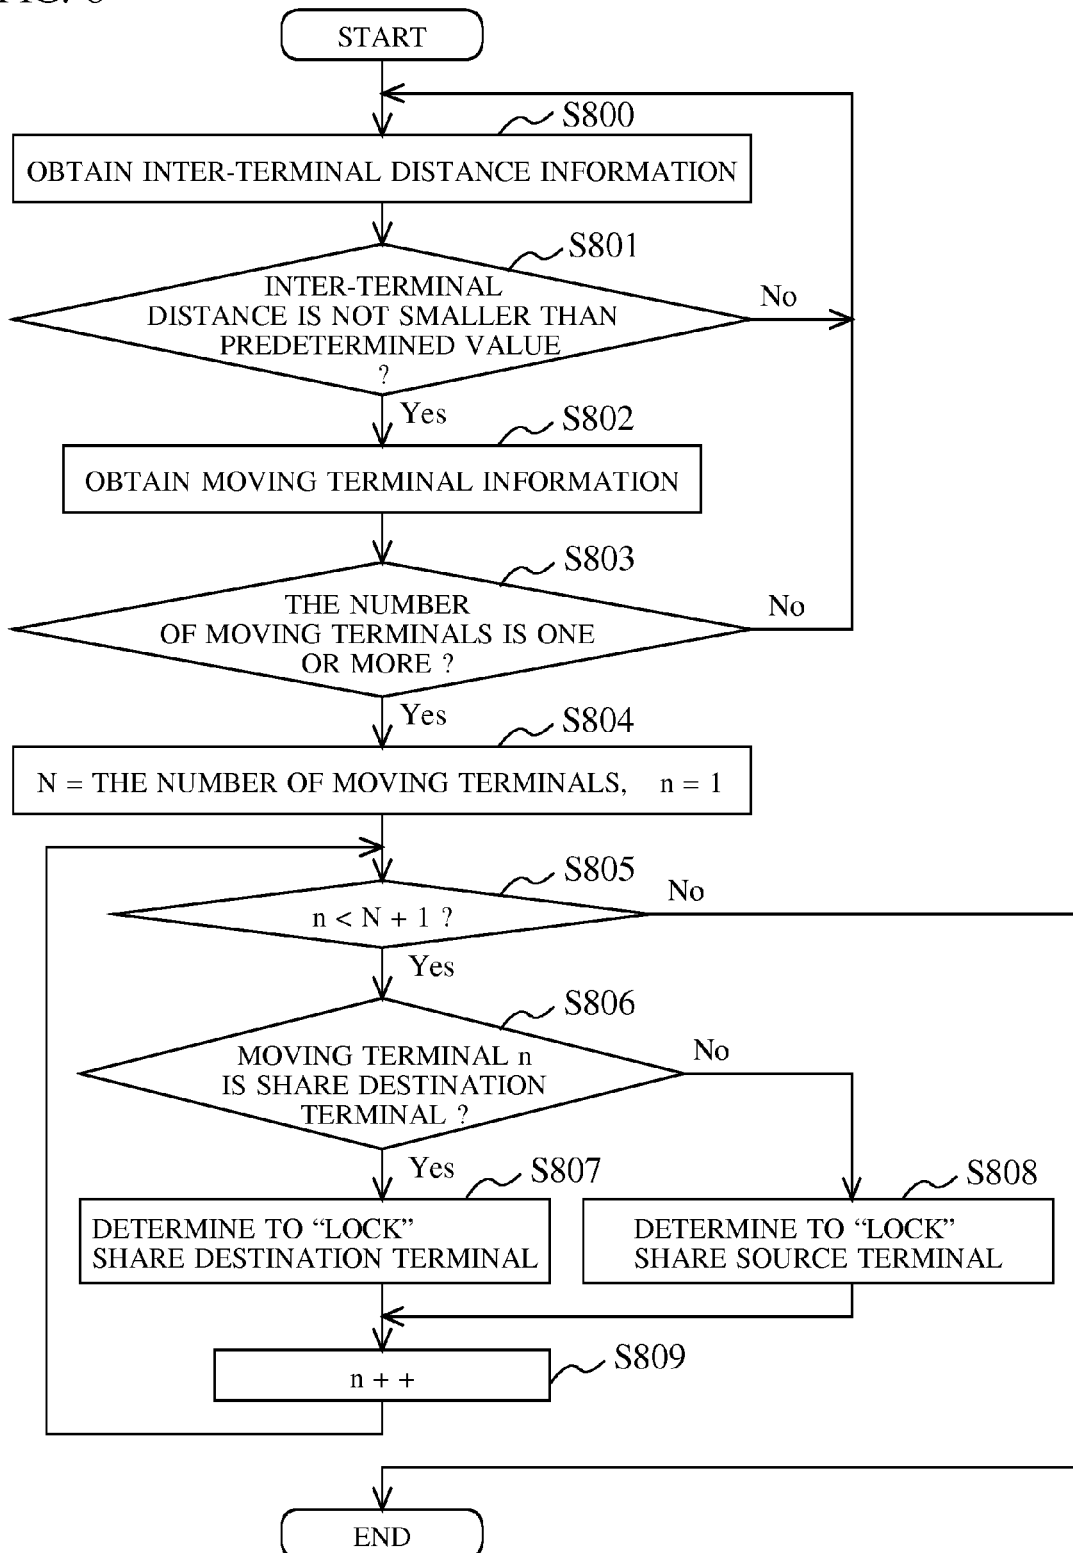 START
S800
OBTAIN INTER-TERMINAL DISTANCE INFORMATION
S801
INTER-TERMINAL
DISTANCE IS NOT SMALLER THAN
PREDETERMINED VALUE
?
No
Yes
S802
OBTAIN MOVING TERMINAL INFORMATION
S803
THE NUMBER
OF MOVING TERMINALS IS ONE
OR MORE ?
No
Yes
S804
N = THE NUMBER OF MOVING TERMINALS, n = 1
S805
n < N + 1 ?
No
Yes
S806
MOVING TERMINAL n
IS SHARE DESTINATION
TERMINAL ?
No
Yes
S807
DETERMINE TO “LOCK”
SHARE DESTINATION TERMINAL
S808
DETERMINE TO “LOCK”
SHARE SOURCE TERMINAL
S809
n + +
END